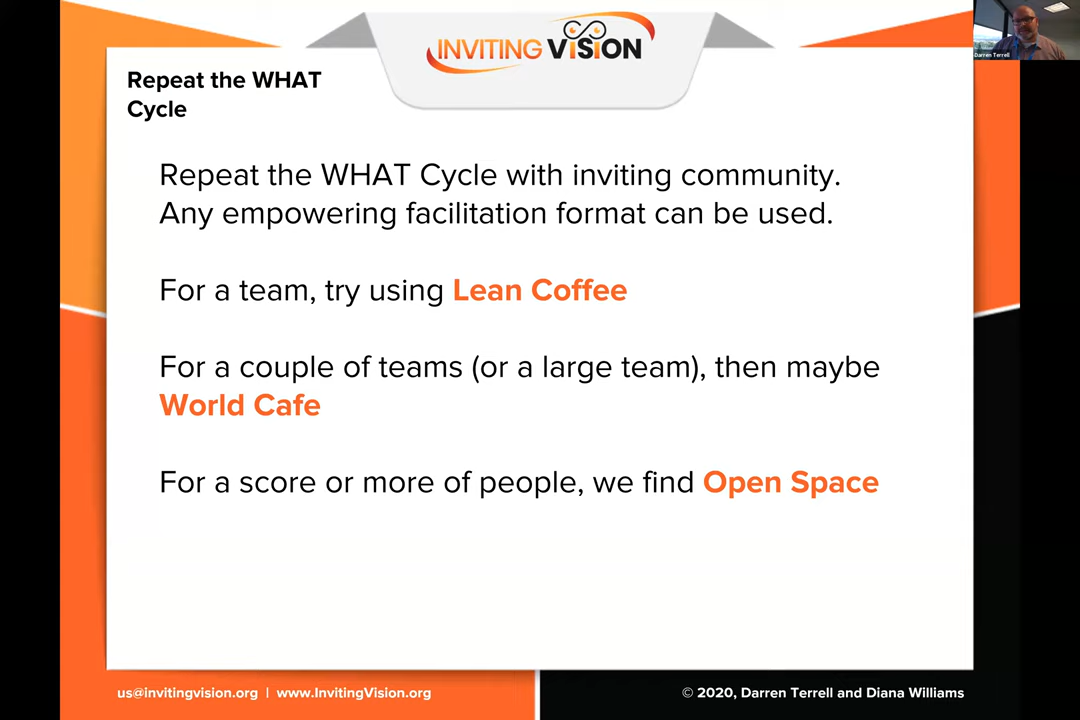 INVITING VISION
Darren Terrell
Repeat the WHAT
Cycle
Repeat the WHAT Cycle with inviting community.
Any empowering facilitation format can be used.
For a team, try using Lean Coffee
For a couple of teams (or a large team), then maybe
World Cafe
For a score or more of people, we find Open Space
us@invitingvision.org | www.InvitingVision.org
© 2020, Darren Terrell and Diana Williams